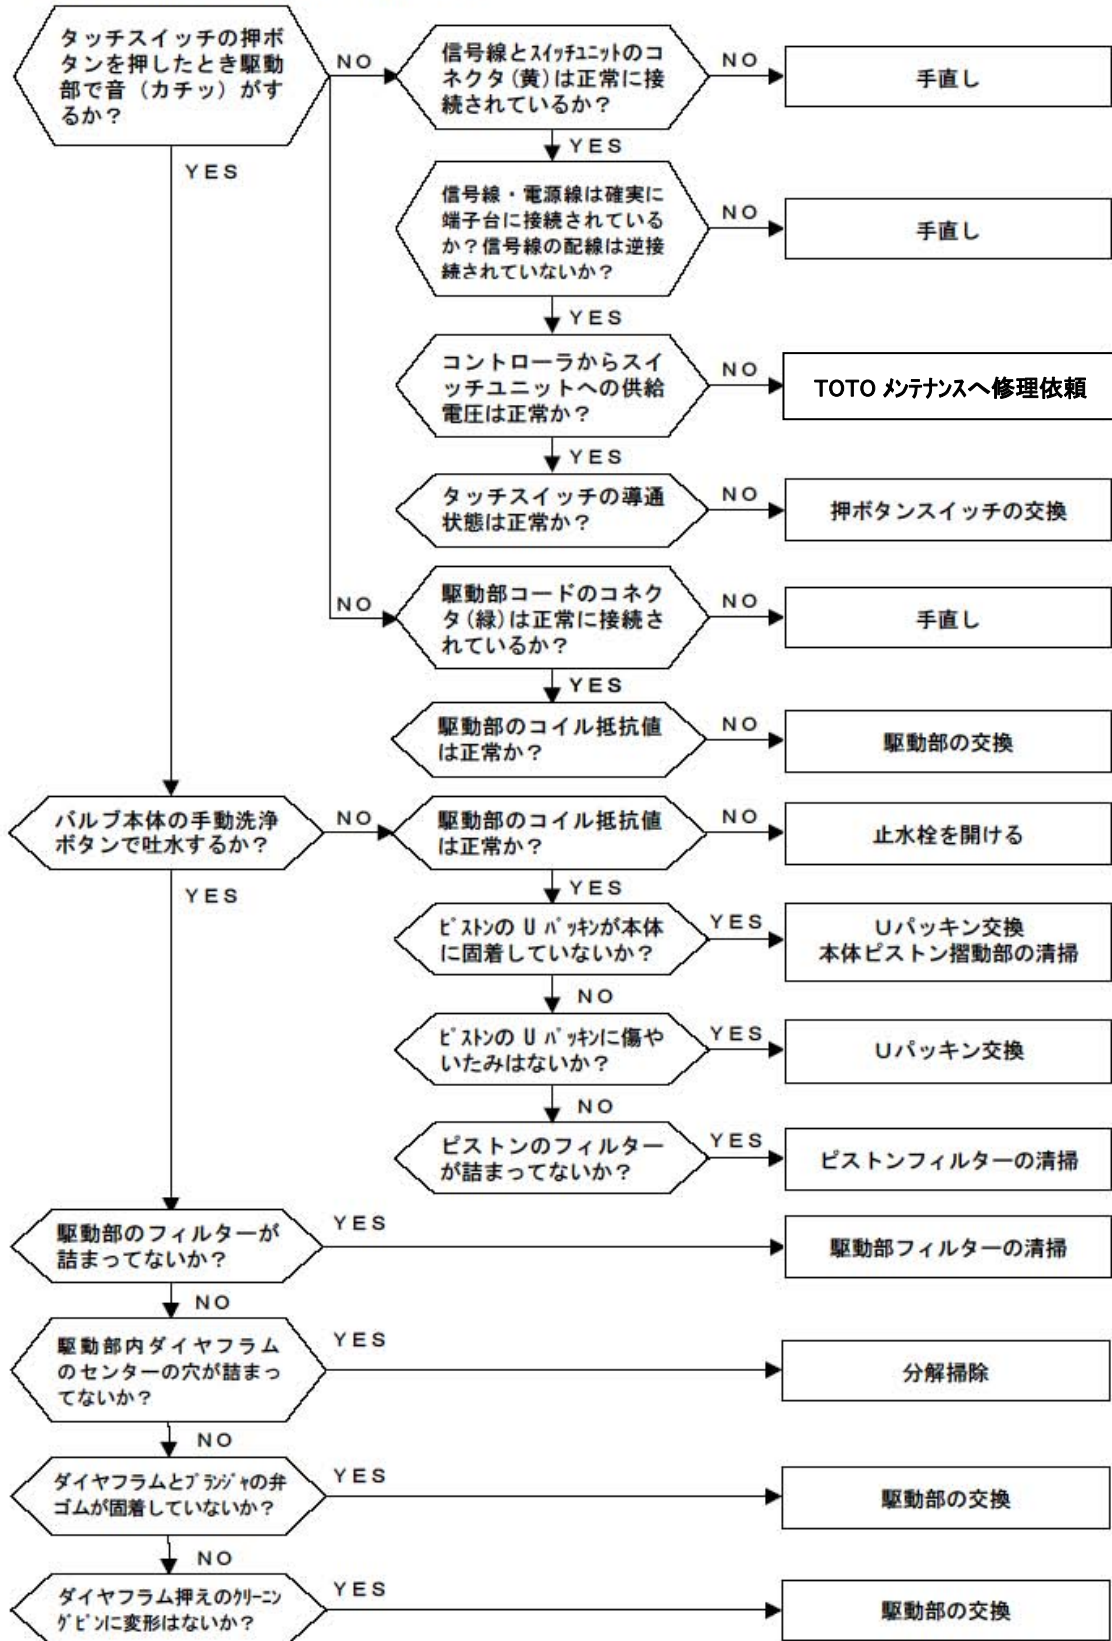 タッチスイッチの押ボ
タンを押したとき駆動
部で音（カチッ）がす
るか？
NO
信号線とｽｲｯﾁﾕﾆｯﾄのコ
ネクタ(黄)は正常に接
続されているか？
NO
手直し
YES
YES
信号線・電源線は確実に
端子台に接続されている
か？信号線の配線は逆接
続されていないか？
NO
手直し
YES
コントローラからスイ
ッチユニットへの供給
電圧は正常か？
NO
TOTO ﾒﾝﾃﾅﾝｽへ修理依頼
YES
タッチスイッチの導通
状態は正常か？
NO
押ボタンスイッチの交換
NO
駆動部コードのコネク
タ(緑)は正常に接続さ
れているか？
NO
手直し
YES
駆動部のコイル抵抗値
は正常か？
NO
駆動部の交換
バルブ本体の手動洗浄
ボタンで吐水するか？
NO
駆動部のコイル抵抗値
は正常か？
NO
止水栓を開ける
YES
YES
ﾋﾟｽﾄﾝの U ﾊﾟｯｷﾝが本体
に固着していないか？
YES
Uパッキン交換
本体ピストン摺動部の清掃
NO
ﾋﾟｽﾄﾝの U ﾊﾟｯｷﾝに傷や
いたみはないか？
YES
Uパッキン交換
NO
ピストンのフィルター
が詰まってないか？
YES
ピストンフィルターの清掃
駆動部のフィルターが
詰まってないか？
YES
駆動部フィルターの清掃
NO
駆動部内ダイヤフラム
のセンターの穴が詰まっ
てないか？
YES
分解掃除
NO
ダイヤフラムとﾌﾟﾗﾝｼﾞｬの弁
ゴムが固着していないか？
YES
駆動部の交換
NO
ダイヤフラム押えのｸﾘｰﾆﾝ
ｸﾞﾋﾟﾝに変形はないか？
YES
駆動部の交換